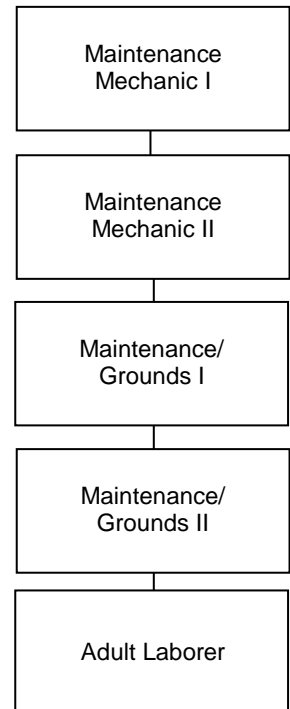 Maintenance
Mechanic I
Maintenance
Mechanic II
Maintenance/
Grounds I
Maintenance/
Grounds II
Adult Laborer